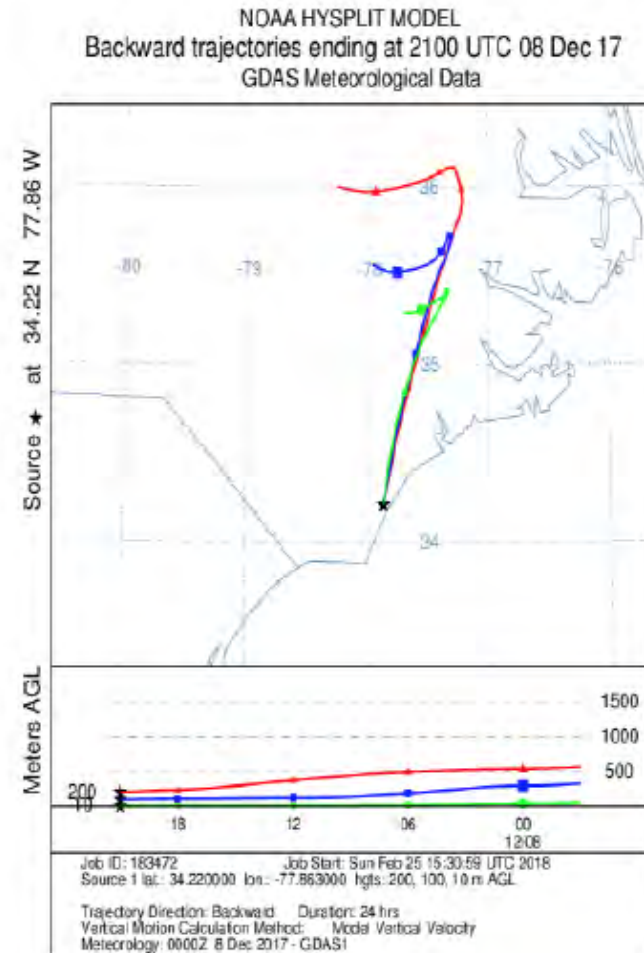 NOAA HYSPLIT MODEL
Backward trajectories ending at 2100 UTC 08 Dec 17
GDAS Meteorological Data
Source ★ at 34.22 N 77.86 W
36
-80 -79 -78 -77 -76
35
34
Meters AGL
1500
1000
500
200
10
18 12 06 00
12/08
Job ID: 183472 Job Start: Sun Feb 25 15:30:59 UTC 2018
Source 1 lat.: 34.220000 lon.: -77.863000 hgts: 200, 100, 10 m AGL
Trajectory Direction: Backward Duration: 24 hrs
Vertical Motion Calculation Method: Model Vertical Velocity
Meteorology: 0000Z 8 Dec 2017 - GDAS1